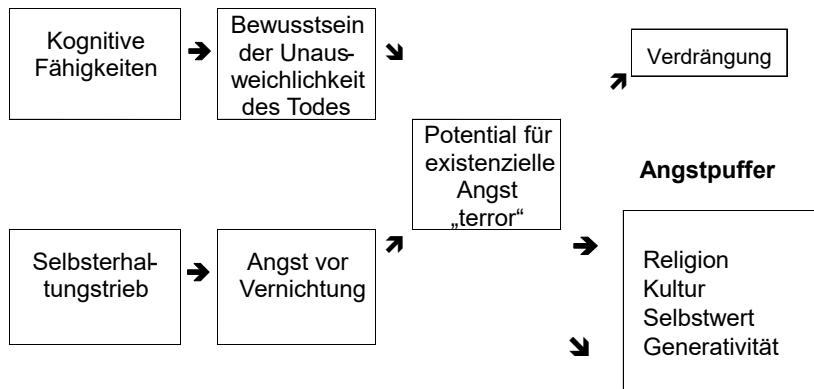 Kognitive
Fähigkeiten
Bewusstsein
der Unaus-
weichlichkeit
des Todes
Selbsterhal-
tungstrieb
Angst vor
Vernichtung
Potential für
existenzielle
Angst
„terror“
Verdrängung
Angstpuffer
Religion
Kultur
Selbstwert
Generativität